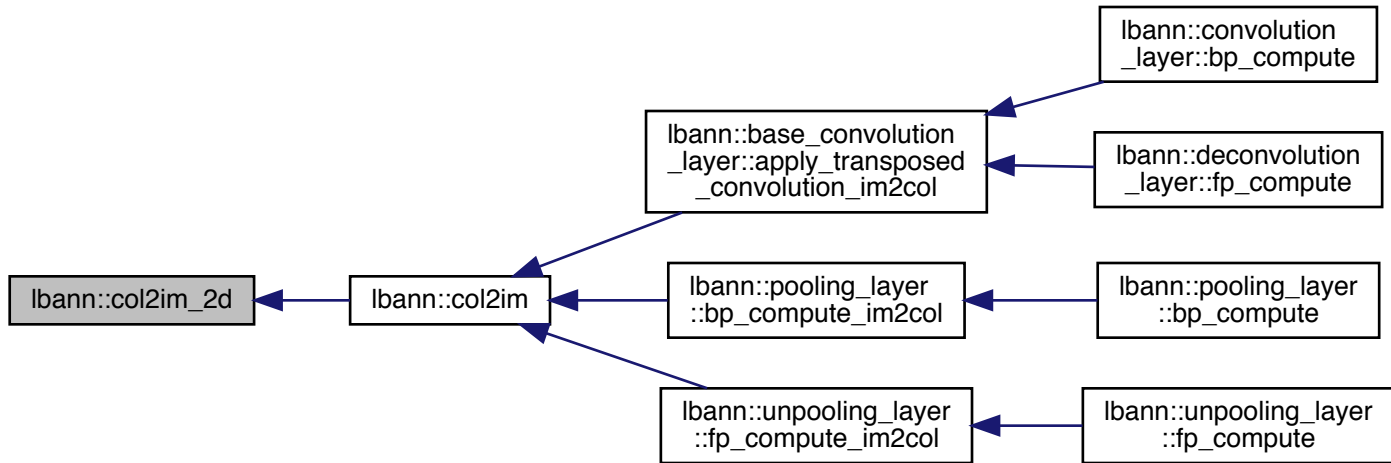 lbann::convolution
_layer::bp_compute
lbann::base_convolution
_layer::apply_transposed
_convolution_im2col
lbann::deconvolution
_layer::fp_compute
lbann::col2im_2d
lbann::col2im
lbann::pooling_layer
::bp_compute_im2col
lbann::pooling_layer
::bp_compute
lbann::unpooling_layer
::fp_compute_im2col
lbann::unpooling_layer
::fp_compute